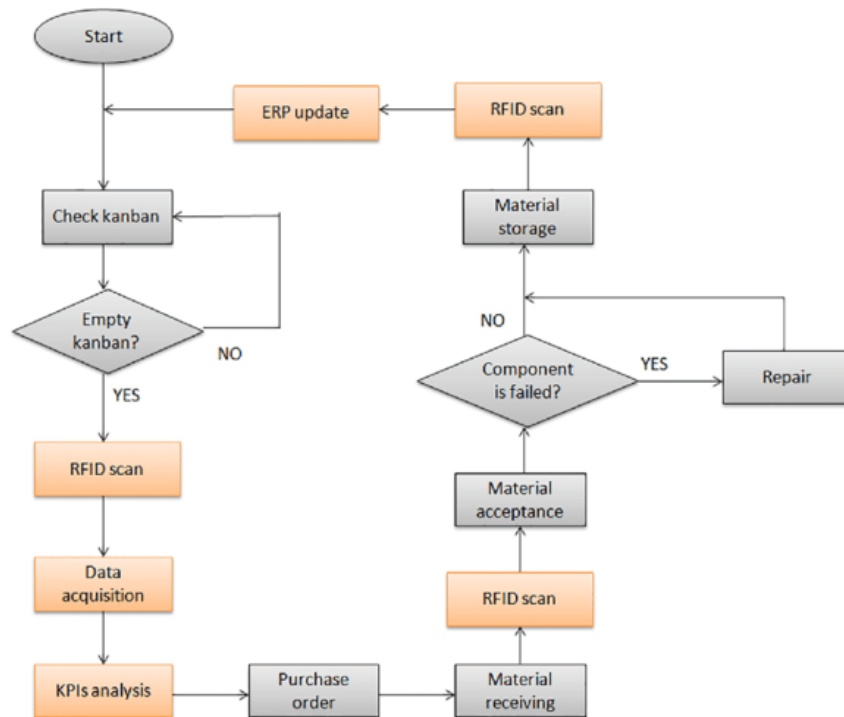 Start
ERP update
RFID scan
Check kanban
Material
storage
Empty
kanban?
NO
YES
NO
Component
is failed?
YES
Repair
RFID scan
Material
acceptance
Data
acquisition
RFID scan
KPIs analysis
Purchase
order
Material
receiving